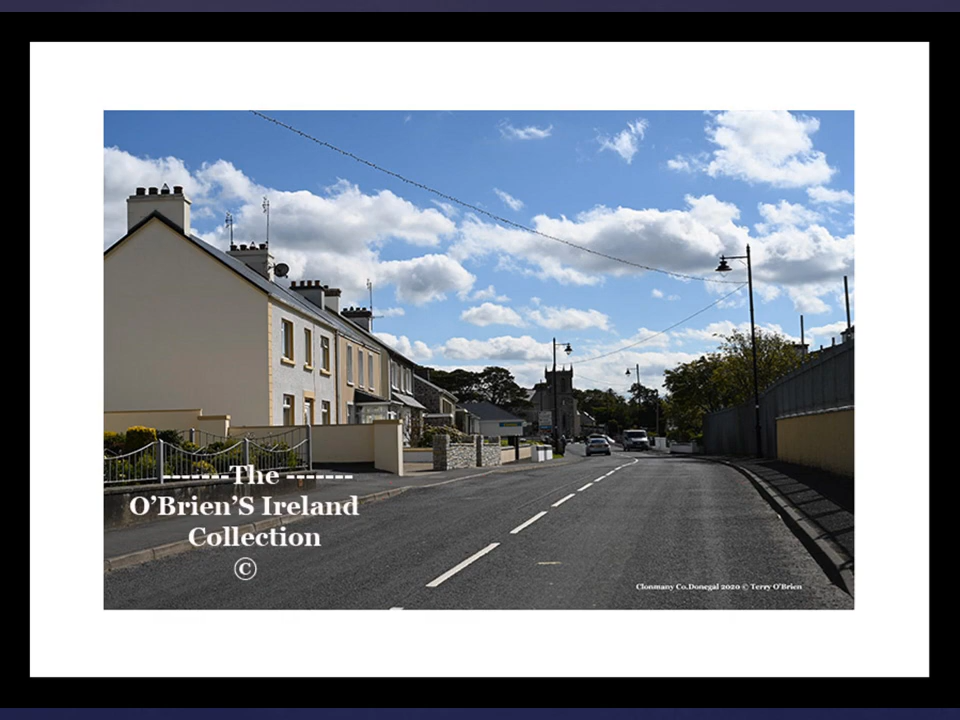 -------The -------
O’Brien’S Ireland
Collection
©
Clonmany Co.Donegal 2020 © Terry O'Brien